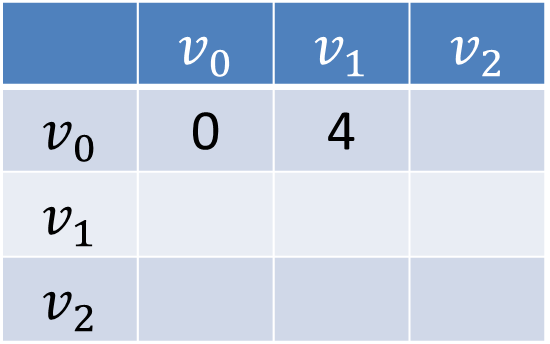 v₀ v₁ v₂
v₀ 0 4
v₁
v₂